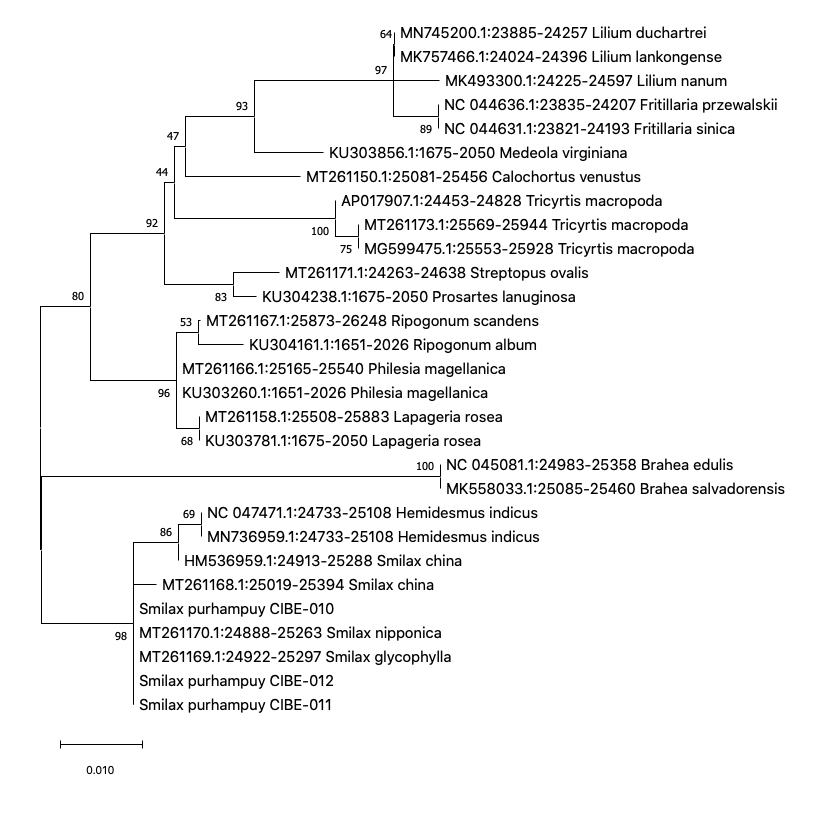 64
MN745200.1:23885-24257 Lilium duchartrei
MK757466.1:24024-24396 Lilium lankongense
97
MK493300.1:24225-24597 Lilium nanum
93
NC 044636.1:23835-24207 Fritillaria przewalskii
89
NC 044631.1:23821-24193 Fritillaria sinica
47
KU303856.1:1675-2050 Medeola virginiana
44
MT261150.1:25081-25456 Calochortus venustus
AP017907.1:24453-24828 Tricyrtis macropoda
92
MT261173.1:25569-25944 Tricyrtis macropoda
100
75
MG599475.1:25553-25928 Tricyrtis macropoda
MT261171.1:24263-24638 Streptopus ovalis
80
83
KU304238.1:1675-2050 Prosartes lanuginosa
53
MT261167.1:25873-26248 Ripogonum scandens
KU304161.1:1651-2026 Ripogonum album
MT261166.1:25165-25540 Philesia magellanica
96
KU303260.1:1651-2026 Philesia magellanica
MT261158.1:25508-25883 Lapageria rosea
68
KU303781.1:1675-2050 Lapageria rosea
100
NC 045081.1:24983-25358 Brahea edulis
MK558033.1:25085-25460 Brahea salvadorensis
69
NC 047471.1:24733-25108 Hemidesmus indicus
86
MN736959.1:24733-25108 Hemidesmus indicus
HM536959.1:24913-25288 Smilax china
MT261168.1:25019-25394 Smilax china
Smilax purhampuy CIBE-010
98
MT261170.1:24888-25263 Smilax nipponica
MT261169.1:24922-25297 Smilax glycophylla
Smilax purhampuy CIBE-012
Smilax purhampuy CIBE-011
0.010